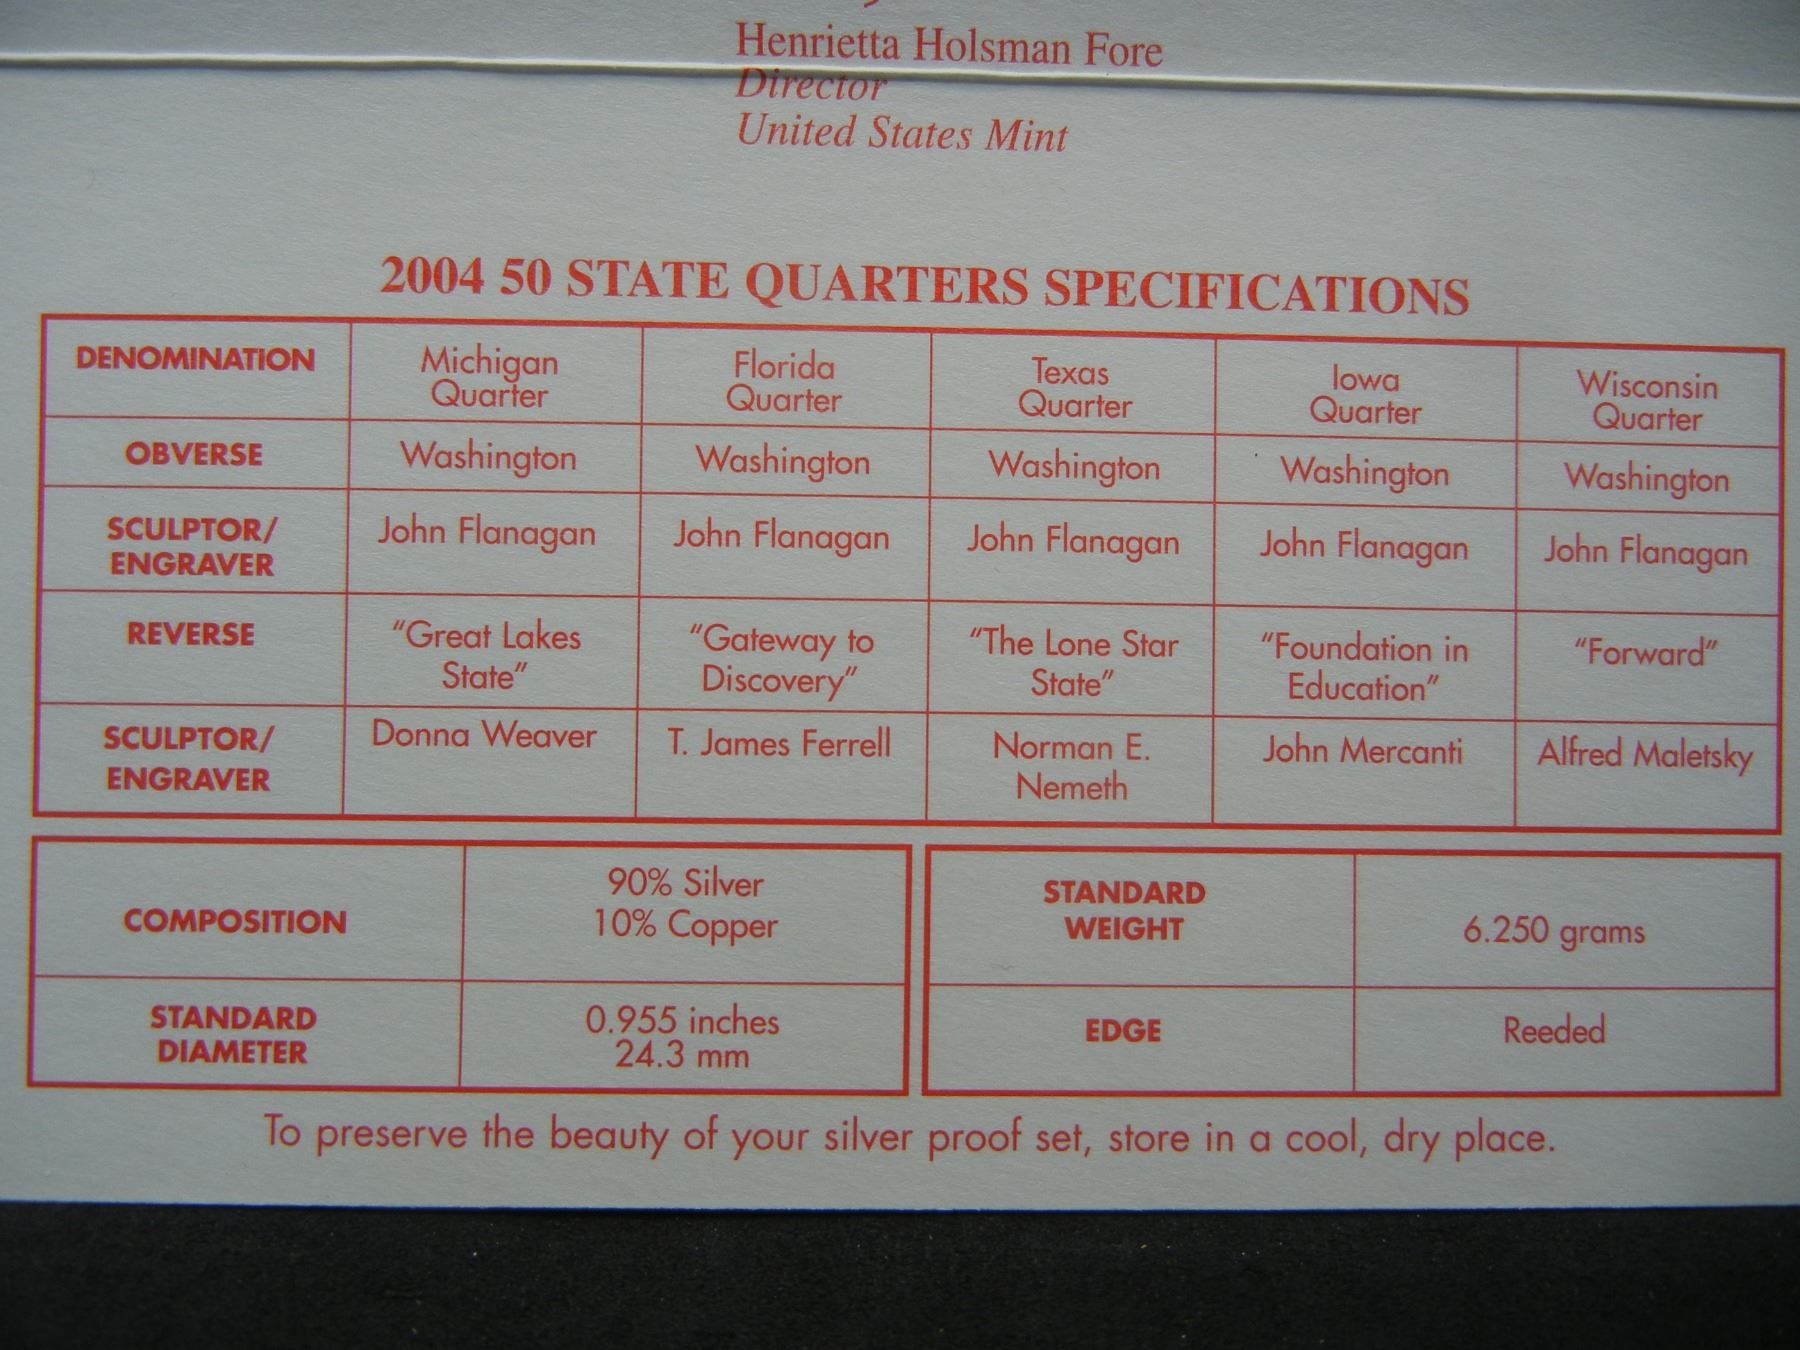 Henrietta Holsman Fore
Director
United States Mint
2004 50 STATE QUARTERS SPECIFICATIONS
DENOMINATION
Michigan
Quarter
Florida
Quarter
Texas
Quarter
Iowa
Quarter
Wisconsin
Quarter
OBVERSE
Washington
Washington
Washington
Washington
Washington
SCULPTOR/
ENGRAVER
John Flanagan
John Flanagan
John Flanagan
John Flanagan
John Flanagan
REVERSE
"Great Lakes
State"
"Gateway to
Discovery"
"The Lone Star
State"
"Foundation in
Education"
"Forward"
SCULPTOR/
ENGRAVER
Donna Weaver
T. James Ferrell
Norman E.
Nemeth
John Mercanti
Alfred Maletsky
COMPOSITION
90% Silver
10% Copper
STANDARD
WEIGHT
6.250 grams
STANDARD
DIAMETER
0.955 inches
24.3 mm
EDGE
Reeded
To preserve the beauty of your silver proof set, store in a cool, dry place.